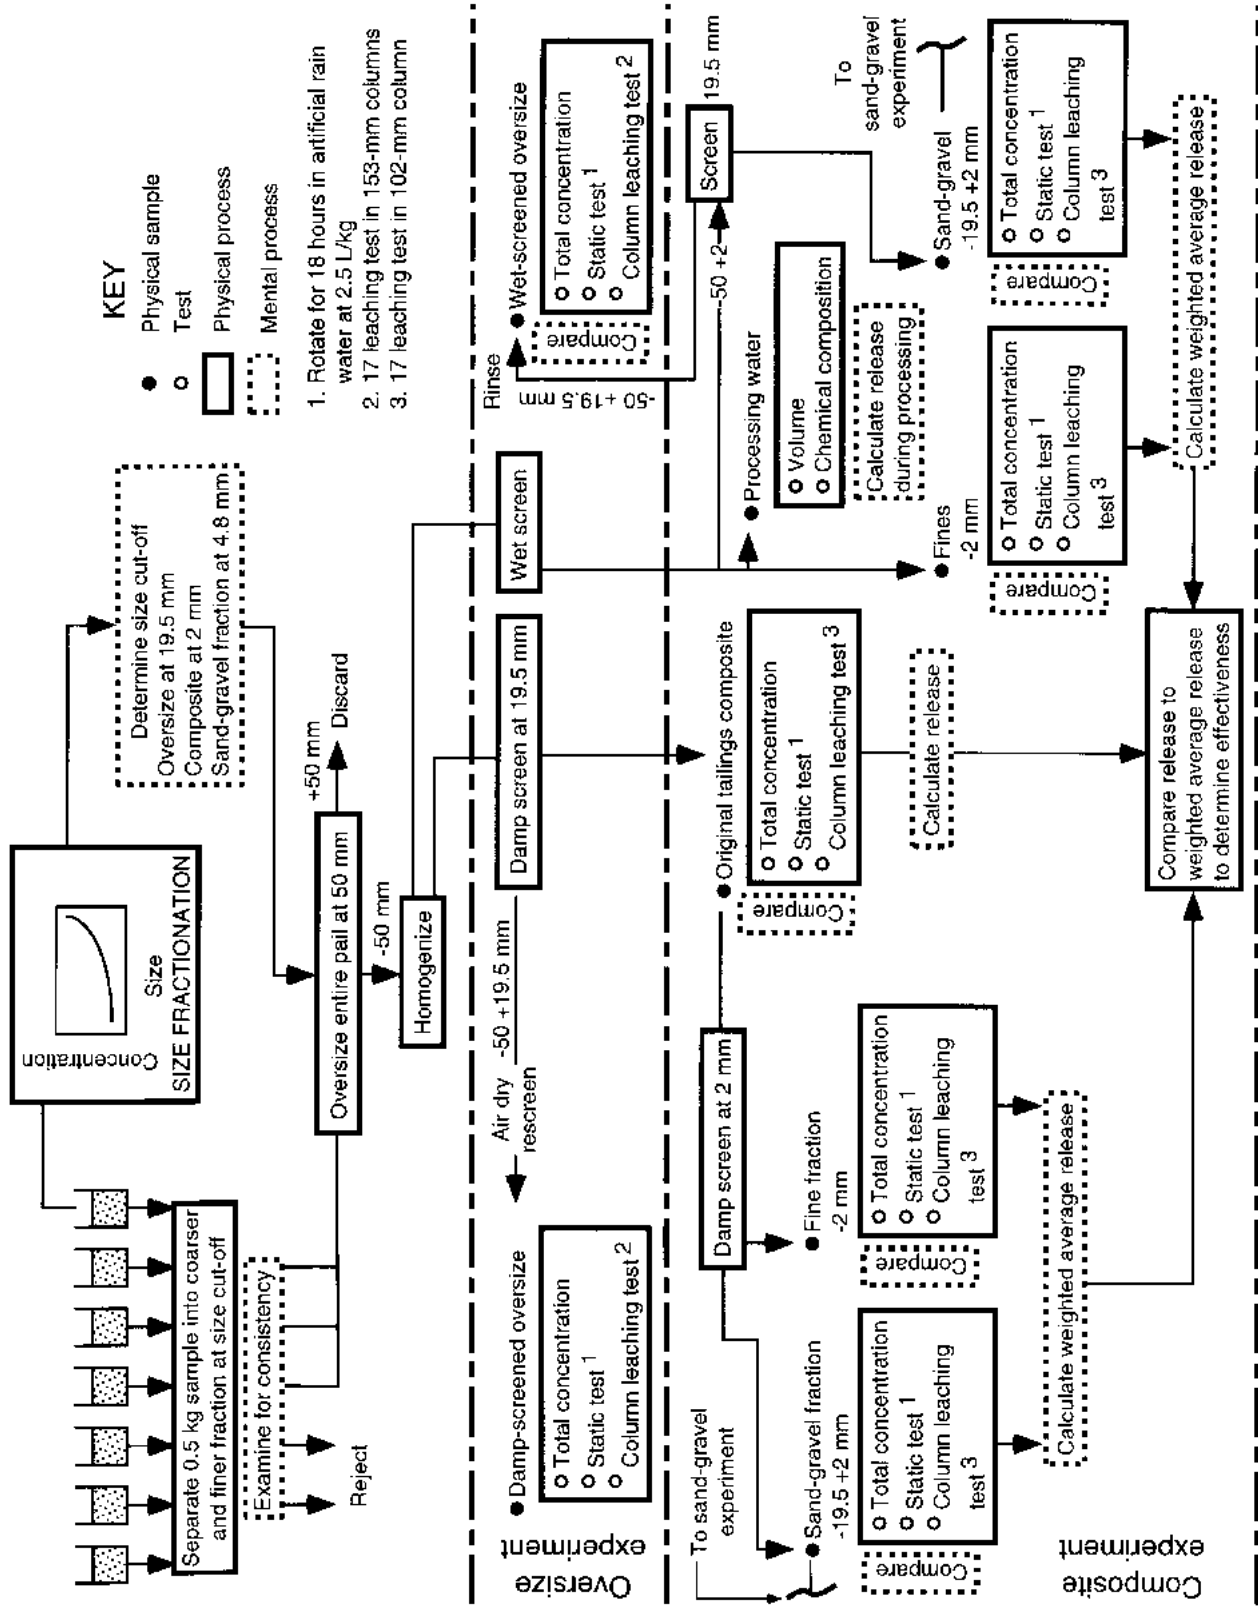 Concentration
Size
SIZE FRACTIONATION
Separate 0.5 kg sample into coarser
and finer fraction at size cut-off
Examine for consistency
Reject
Determine size cut-off
Oversize at 19.5 mm
Composite at 2 mm
Sand-gravel fraction at 4.8 mm
Oversize entire pail at 50 mm
+50 mm
Discard
-50 mm
Homogenize
KEY
● Physical sample
○ Test
Physical process
Mental process
1. Rotate for 18 hours in artificial rain
water at 2.5 L/kg
2. 17 leaching test in 153-mm columns
3. 17 leaching test in 102-mm column
Oversize
experiment
● Damp-screened oversize
○ Total concentration
○ Static test 1
○ Column leaching test 2
Air dry
rescreen
-50 +19.5 mm
Damp screen at 19.5 mm
Wet screen
Rinse
-50 +19.5 mm
● Wet-screened oversize
Compare
○ Total concentration
○ Static test 1
○ Column leaching test 2
Composite
experiment
To sand-gravel
experiment
Damp screen at 2 mm
● Sand-gravel fraction
-19.5 +2 mm
Compare
○ Total concentration
○ Static test 1
○ Column leaching
test 3
● Fine fraction
-2 mm
Compare
○ Total concentration
○ Static test 1
○ Column leaching
test 3
Calculate weighted average release
● Original tailings composite
Compare
○ Total concentration
○ Static test 1
○ Column leaching test 3
Calculate release
-50 +2
Screen
19.5 mm
● Processing water
○ Volume
○ Chemical composition
Calculate release
during processing
● Fines
-2 mm
Compare
○ Total concentration
○ Static test 1
○ Column leaching
test 3
To
sand-gravel
experiment
● Sand-gravel
-19.5 +2 mm
Compare
○ Total concentration
○ Static test 1
○ Column leaching
test 3
Calculate weighted average release
Compare release to
weighted average release
to determine effectiveness